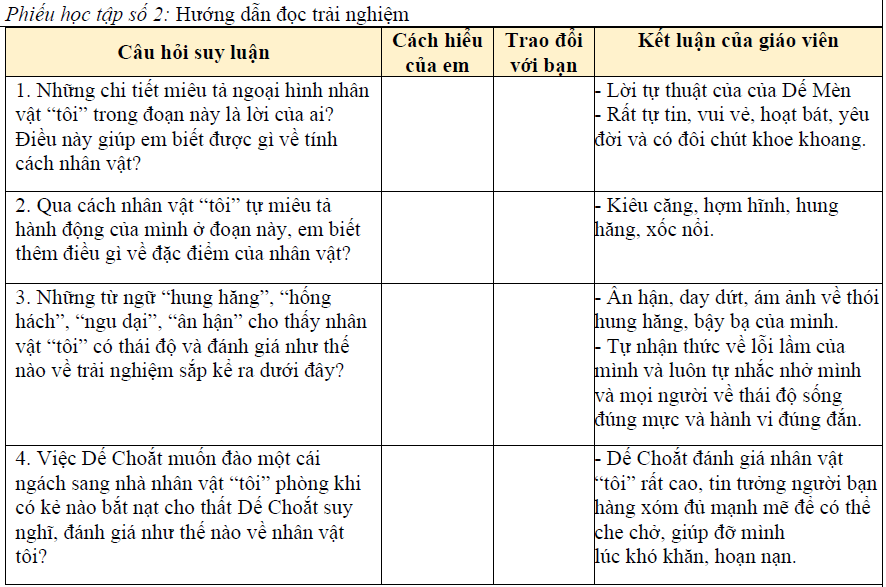 Phiếu học tập số 2: Hướng dẫn đọc trải nghiệm
Câu hỏi suy luận
Cách hiểu
của em
Trao đổi
với bạn
Kết luận của giáo viên
1. Những chi tiết miêu tả ngoại hình nhân
vật “tôi” trong đoạn này là lời của ai?
Điều này giúp em biết được gì về tính
cách nhân vật?
- Lời tự thuật của của Dế Mèn
- Rất tự tin, vui vẻ, hoạt bát, yêu
đời và có đôi chút khoe khoang.
2. Qua cách nhân vật “tôi” tự miêu tả
hành động của mình ở đoạn này, em biết
thêm điều gì về đặc điểm của nhân vật?
- Kiêu căng, hợm hĩnh, hung
hăng, xốc nổi.
3. Những từ ngữ “hung hăng”, “hống
hách”, “ngu dại”, “ân hận” cho thấy nhân
vật “tôi” có thái độ và đánh giá như thế
nào về trải nghiệm sắp kể ra dưới đây?
- Ân hận, day dứt, ám ảnh về thói
hung hăng, bậy bạ của mình.
- Tự nhận thức về lỗi lầm của
mình và luôn tự nhắc nhở mình
và mọi người về thái độ sống
đúng mực và hành vi đúng đắn.
4. Việc Dế Choắt muốn đào một cái
ngách sang nhà nhân vật “tôi” phòng khi
có kẻ nào bắt nạt cho thất Dế Choắt suy
nghĩ, đánh giá như thế nào về nhân vật
tôi?
- Dế Choắt đánh giá nhân vật
“tôi” rất cao, tin tưởng người bạn
hàng xóm đủ mạnh mẽ để có thể
che chở, giúp đỡ mình
lúc khó khăn, hoạn nạn.